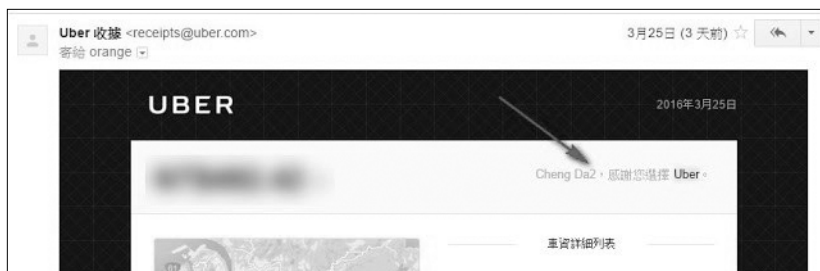 Uber 收據 <receipts@uber.com>
3月25日 (3 天前)
寄給 orange
UBER
2016年3月25日
Cheng Da2，感謝您選擇 Uber。
車資詳細列表